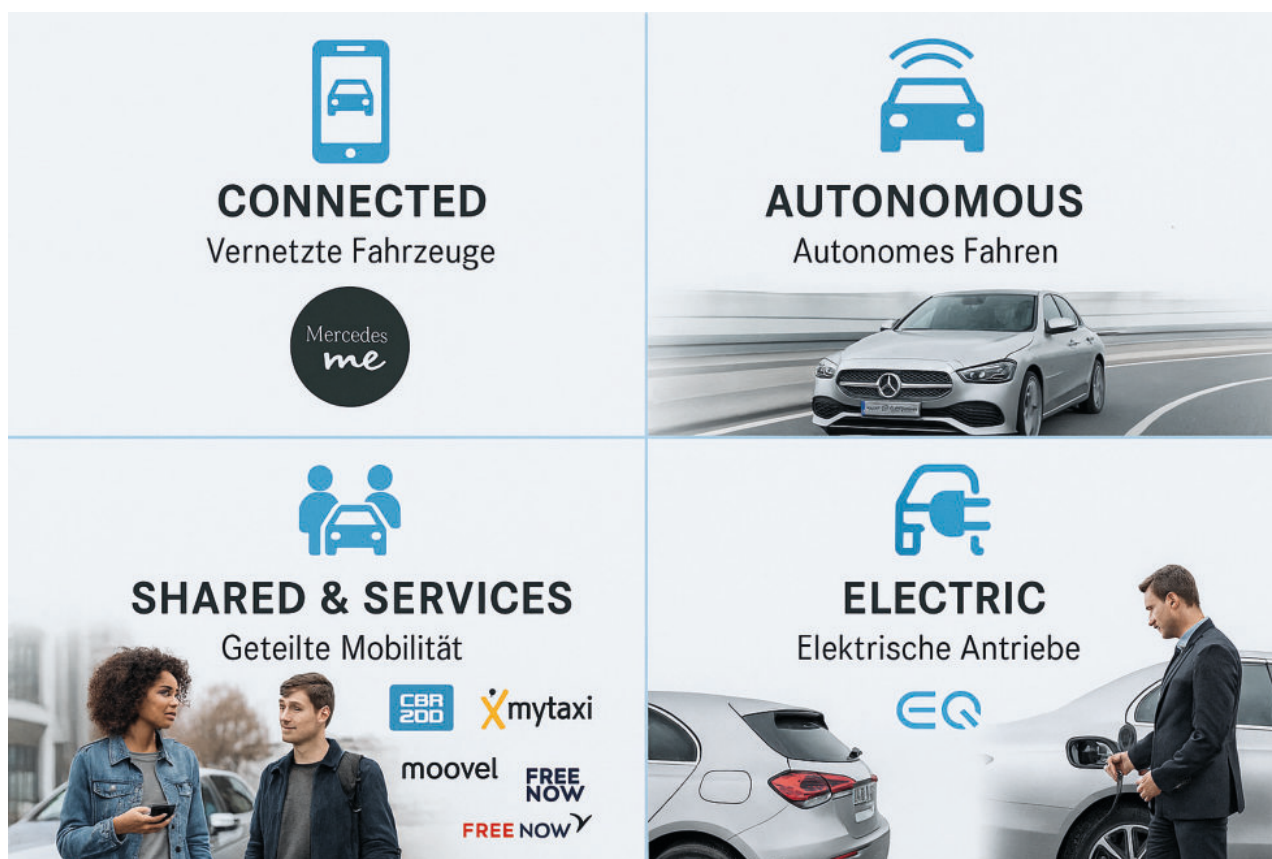 CONNECTED
Vernetzte Fahrzeuge
Mercedes
me
AUTONOMOUS
Autonomes Fahren
SHARED & SERVICES
Geteilte Mobilität
CBR
20D
mytaxi
moovel
FREE
NOW
FREE NOW
ELECTRIC
Elektrische Antriebe
EQ